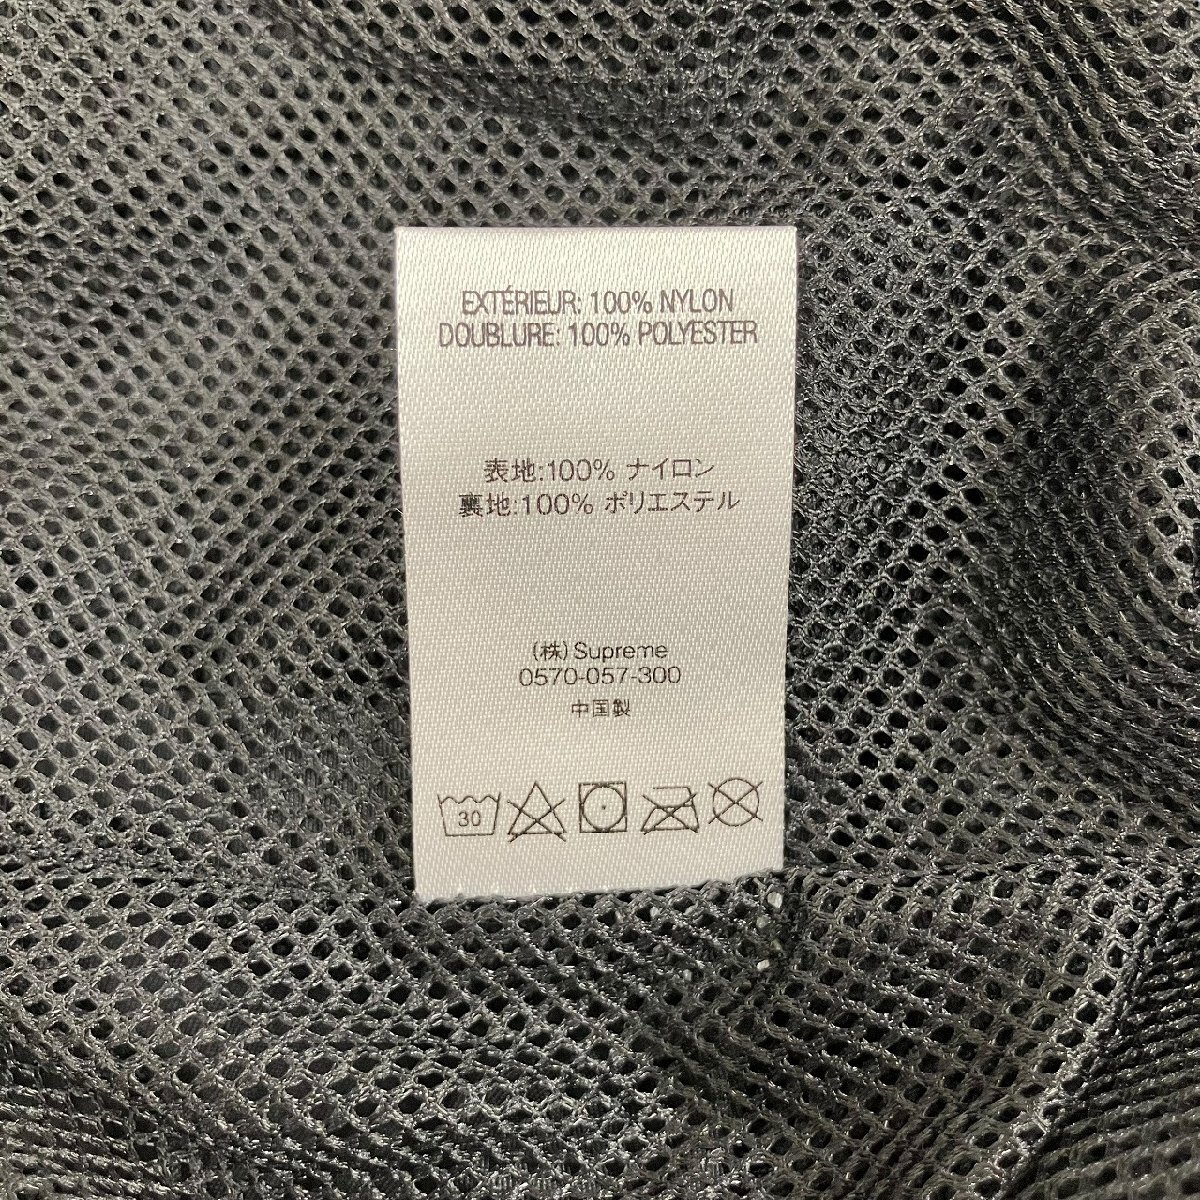 EXTÉRIEUR: 100% NYLON
DOUBLURE: 100% POLYESTER
表地:100% ナイロン
裏地:100% ポリエステル
(株)Supreme
0570-057-300
中国製
30